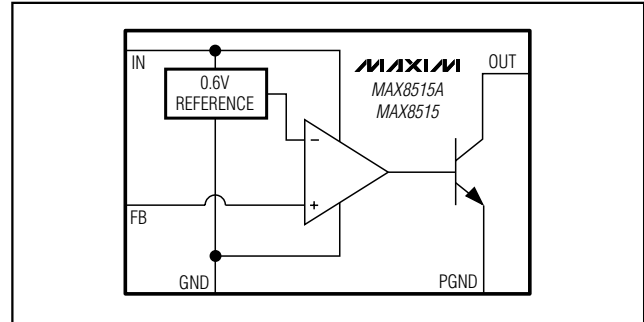 IN
0.6V
REFERENCE
MAXIM
MAX8515A
MAX8515
OUT
−
+
FB
GND
PGND